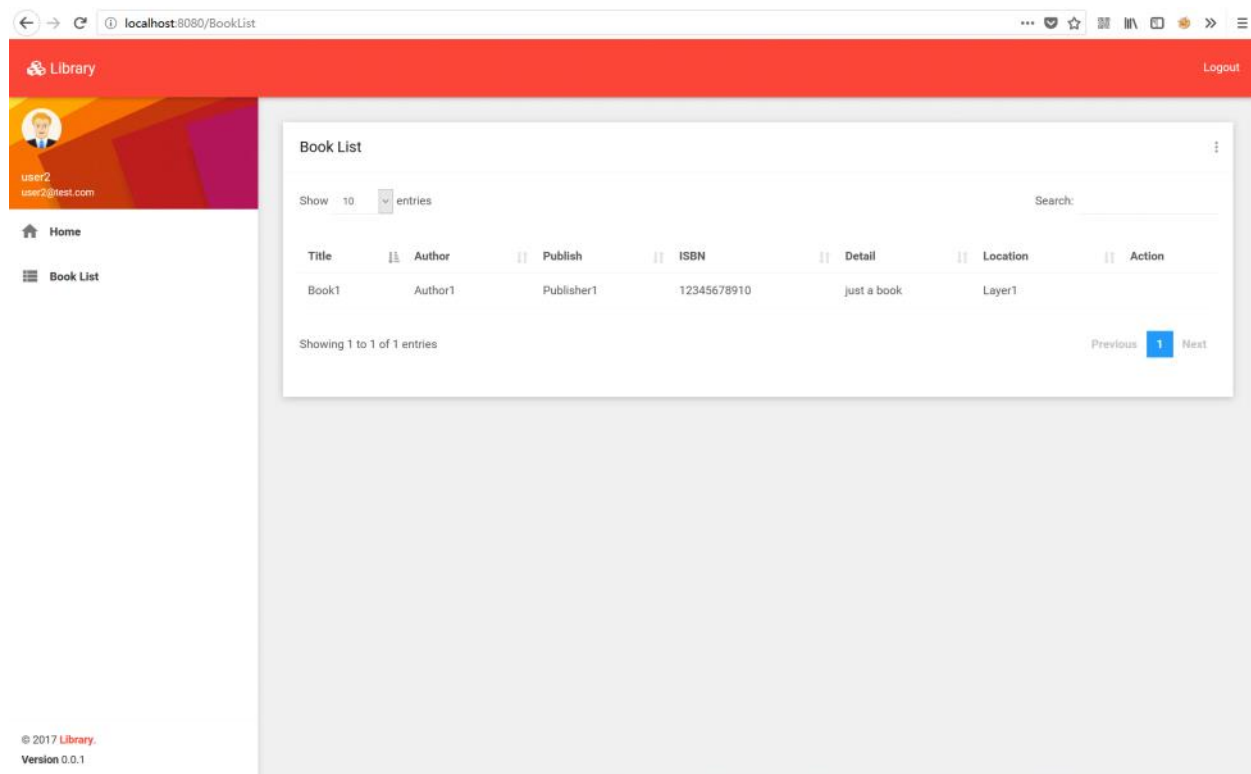 localhost:8080/BookList
Library
Logout
user2
user2@test.com
Home
Book List
Book List
Show 10 entries
Search:
Title Author Publish ISBN Detail Location Action
Book1 Author1 Publisher1 12345678910 just a book Layer1
Showing 1 to 1 of 1 entries
Previous 1 Next
© 2017 Library.
Version 0.0.1